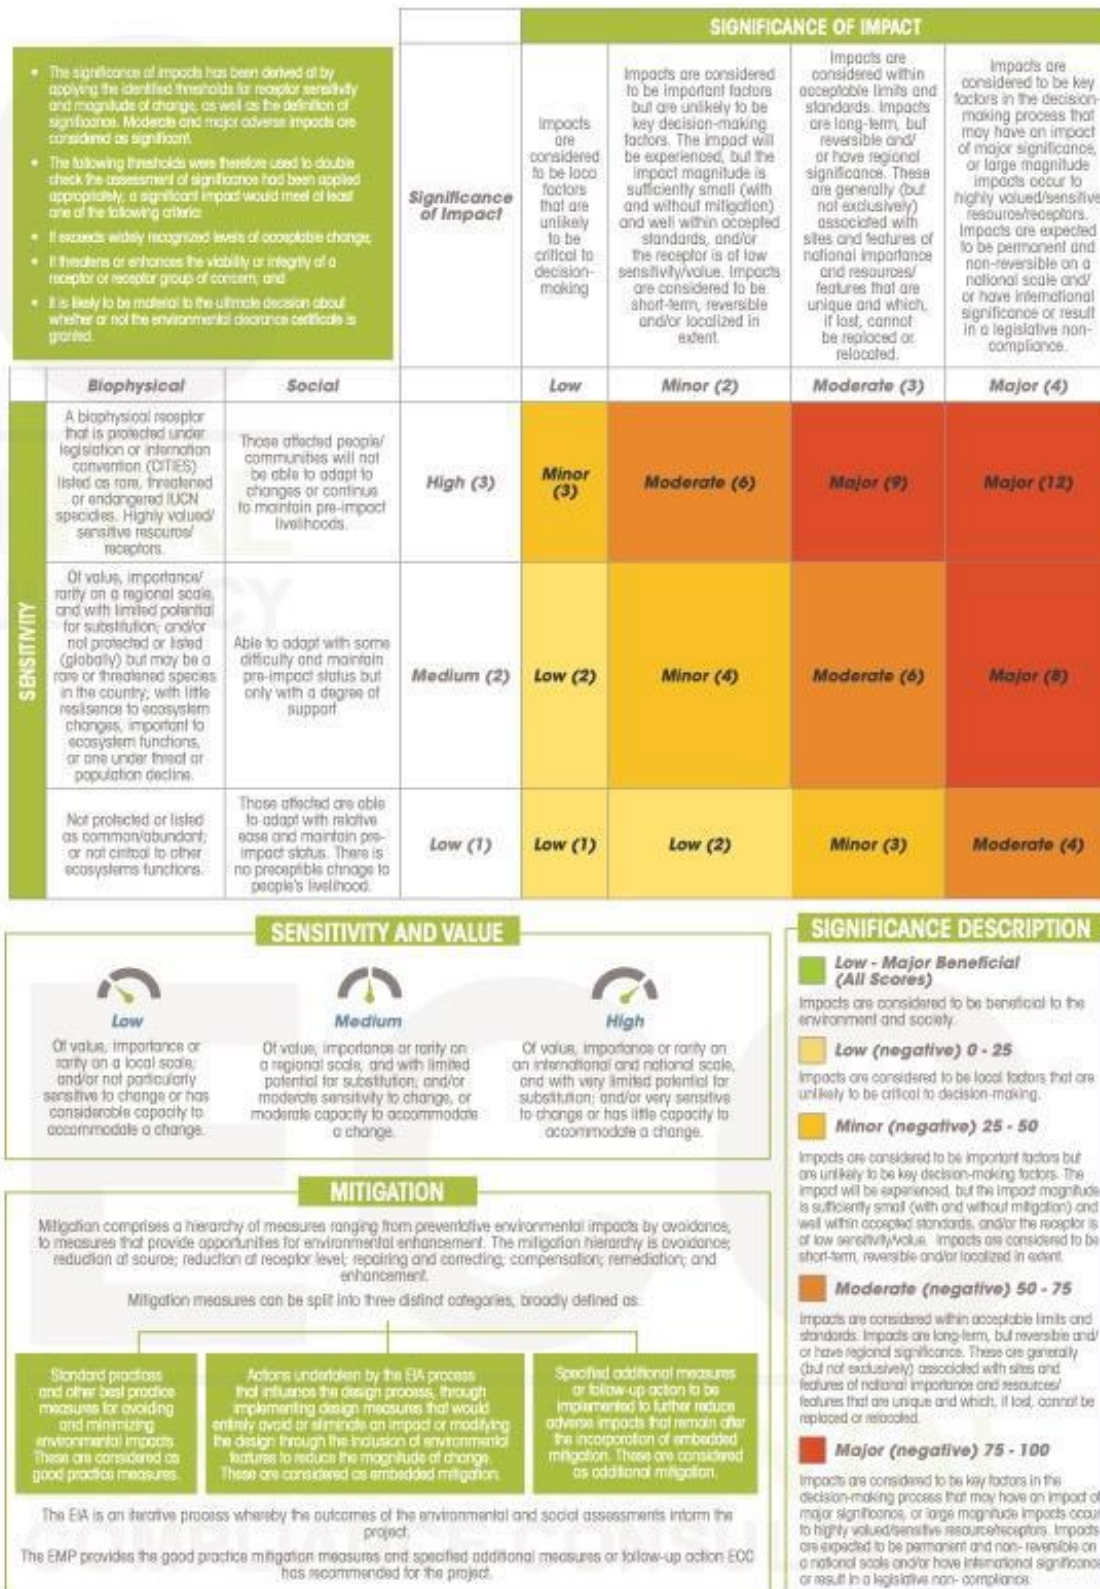 SIGNIFICANCE OF IMPACT
• The significance of impacts has been derived at by
applying the identified thresholds for receptor sensitivity
and magnitude of change, as well as the definition of
significance. Moderate and major adverse impacts are
considered as significant.
• The following thresholds were therefore used to double
check the assessment of significance had been applied
appropriately, a significant impact would meet at least
one of the following criteria:
• It exceeds widely recognized levels of acceptable change;
• It threatens or enhances the viability or integrity of a
receptor or receptor group of concern; and
• It is likely to be material to the ultimate decision about
whether or not the environmental clearance certificate is
granted.
Significance
of Impact
Impacts
are
considered
to be loca
factors
that are
unlikely
to be
critical to
decision-
making
Impacts are considered
to be important factors
but are unlikely to be
key decision-making
factors. The impact will
be experienced, but the
impact magnitude is
sufficiently small (with
and without mitigation)
and well within accepted
standards, and/or
the receptor is of low
sensitivity/value. Impacts
are considered to be
short-term, reversible
and/or localized in
extent.
Impacts are
considered within
acceptable limits and
standards. Impacts
are long-term, but
reversible and/
or have regional
significance. These
are generally (but
not exclusively)
associated with
sites and features of
national importance
and resources/
features that are
unique and which,
if lost, cannot
be replaced or
relocated.
Impacts are
considered to be key
factors in the decision-
making process that
may have an impact
of major significance,
or large magnitude
impacts occur to
highly valued/sensitive
resource/receptors.
Impacts are expected
to be permanent and
non-reversible on a
national scale and/
or have international
significance or result
in a legislative non-
compliance.
Biophysical
Social
Low
Minor (2)
Moderate (3)
Major (4)
SENSITIVITY
A biophysical receptor
that is protected under
legislation or internation
convention (CITIES)
listed as rare, threatened
or endangered IUCN
specidies. Highly valued/
sensitive resource/
receptors.
Those affected people/
communities will not
be able to adapt to
changes or continue
to maintain pre-impact
livelihoods.
High (3)
Minor
(3)
Moderate (6)
Major (9)
Major (12)
Of value, importance/
rarity on a regional scale,
and with limited potential
for substitution; and/or
not protected or listed
(globally) but may be a
rare or threatened species
in the country; with little
resilisence to ecosystem
changes, important to
ecosystem functions,
or one under threat or
population decline.
Able to adapt with some
difficulty and maintain
pre-impact status but
only with a degree of
support
Medium (2)
Low (2)
Minor (4)
Moderate (6)
Major (8)
Not protected or listed
as common/abundant;
or not cirtcal to other
ecosystems functions.
Those affected are able
to adapt with relative
ease and maintain pre-
impact status. There is
no preceptible chnage to
people's livelihood.
Low (1)
Low (1)
Low (2)
Minor (3)
Moderate (4)
SENSITIVITY AND VALUE
Low
Of value, importance or
rarity on a local scale;
and/or not particularly
sensitive to change or has
considerable capacity to
accommodate a change.
Medium
Of value, importance or rarity on
a regional scale, and with limited
potential for substitution; and/or
moderate sensitivity to change, or
moderate capacity to accommodate
a change.
High
Of value, importance or rarity on
an international and national scale,
and with very limited potential for
substitution; and/or very sensitive
to change or has little capacity to
accommodate a change.
MITIGATION
Mitigation comprises a hierarchy of measures ranging from preventative environmental impacts by avoidance,
to measures that provide opportunities for environmental enhancement. The mitigation hierarchy is avoidance;
reduction at source; reduction at receptor level; repairing and correcting; compensation; remediation; and
enhancement.
Mitigation measures can be split into three distinct categories, broadly defined as:
Standard practices
and other best practice
measures for avoiding
and minimizing
environmental impacts.
These are considered as
good practice measures.
Actions undertaken by the EIA process
that influence the design process, through
implementing design measures that would
entirely avoid or eliminate an impact or modifying
the design through the inclusion of environmental
features to reduce the magnitude of change.
These are considered as embedded mitigation.
Specified additional measures
or follow-up action to be
implemented to further reduce
adverse impacts that remain after
the incorporation of embedded
mitigation. These are considered
as additional mitigation.
The EIA is an iterative process whereby the outcomes of the environmental and social assessments inform the
project.
The EMP provides the good practice mitigation measures and specified additional measures or follow-up action ECC
has recommended for the project.
SIGNIFICANCE DESCRIPTION
Low - Major Beneficial
(All Scores)
Impacts are considered to be beneficial to the
environment and society.
Low (negative) 0 - 25
Impacts are considered to be local factors that are
unlikely to be critical to decision-making.
Minor (negative) 25 - 50
Impacts are considered to be important factors but
are unlikely to be key decision-making factors. The
impact will be experienced, but the impact magnitude
is sufficiently small (with and without mitigation) and
well within accepted standards, and/or the receptor is
of low sensitivity/value. Impacts are considered to be
short-term, reversible and/or localized in extent.
Moderate (negative) 50 - 75
Impacts are considered within acceptable limits and
standards. Impacts are long-term, but reversible and/
or have regional significance. These are generally
(but not exclusively) associated with sites and
features of national importance and resources/
features that are unique and which, if lost, cannot be
replaced or relocated.
Major (negative) 75 - 100
Impacts are considered to be key factors in the
decision-making process that may have an impact of
major significance, or large magnitude impacts occur
to highly valued/sensitive resource/receptors. Impacts
are expected to be permanent and non- reversible on
a national scale and/or have international significance
or result in a legislative non- compliance.